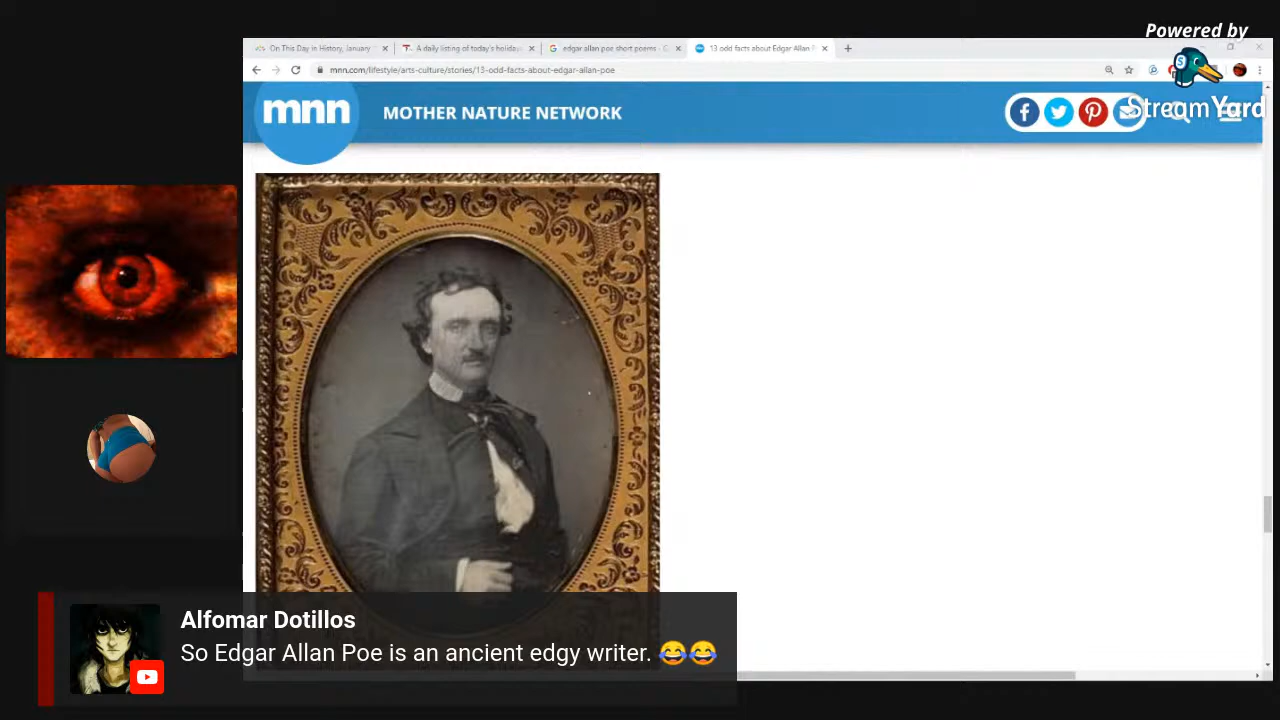 Powered by
StreamYard
On This Day in History, January
A daily listing of today's holiday
edgar allan poe short poems - G
13 odd facts about Edgar Allan P
mnn.com/lifestyle/arts-culture/stories/13-odd-facts-about-edgar-allan-poe
mnn
MOTHER NATURE NETWORK
Alfomar Dotillos
So Edgar Allan Poe is an ancient edgy writer. 😂😂